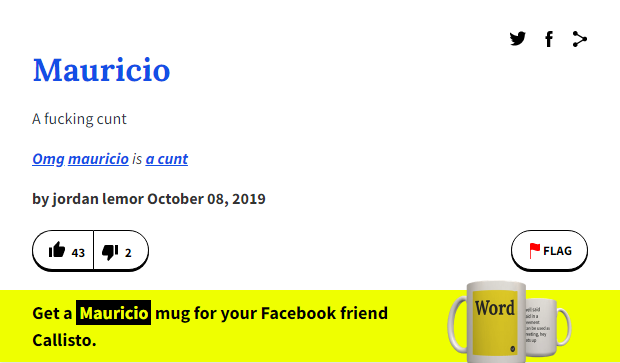 Mauricio
A fucking cunt
Omg mauricio is a cunt
by jordan lemor October 08, 2019
43
2
FLAG
Get a Mauricio mug for your Facebook friend
Callisto.
Word